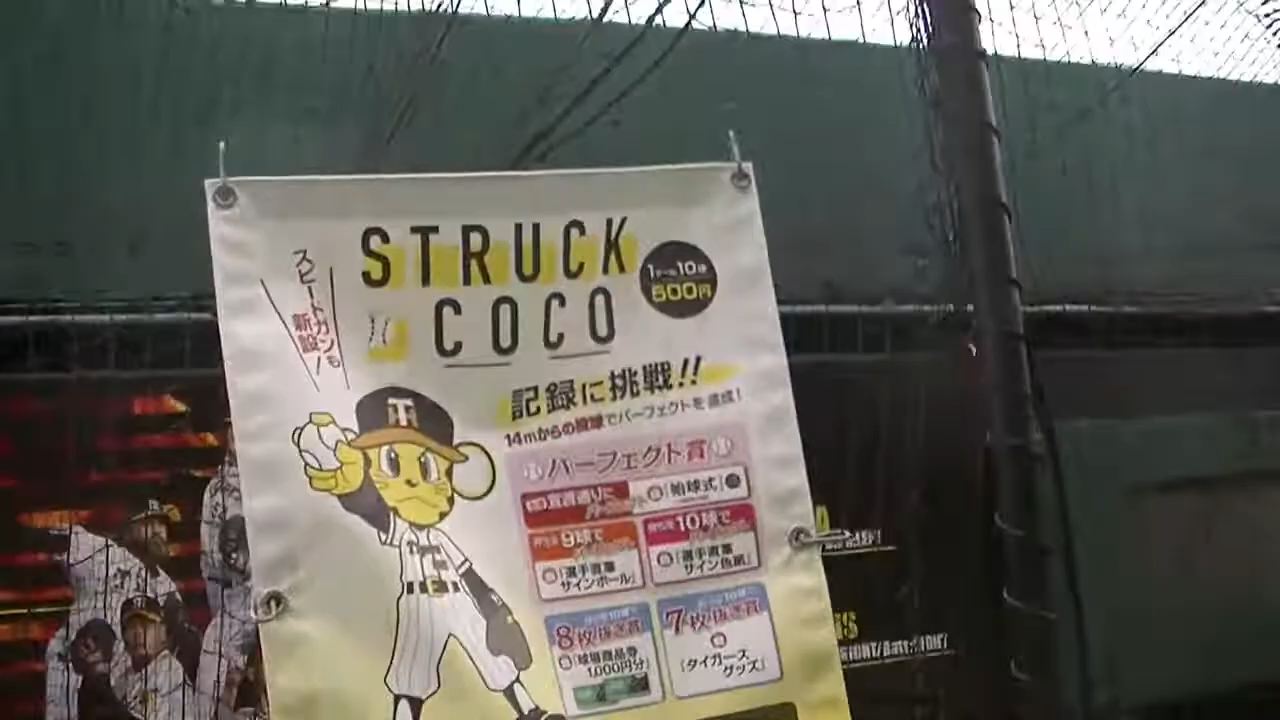 STRUCK
COCO
1ゲーム10球
500円
スピードガンも
新設!
記録に挑戦!!
14mからの投球でパーフェクトを達成!
パーフェクト賞
「始球式」
9球で
「選手直筆
サインボール」
10球で
「選手直筆
サイン色紙」
8枚抜き賞
「球場商品券
1,000円分」
7枚抜き賞
「タイガース
グッズ」